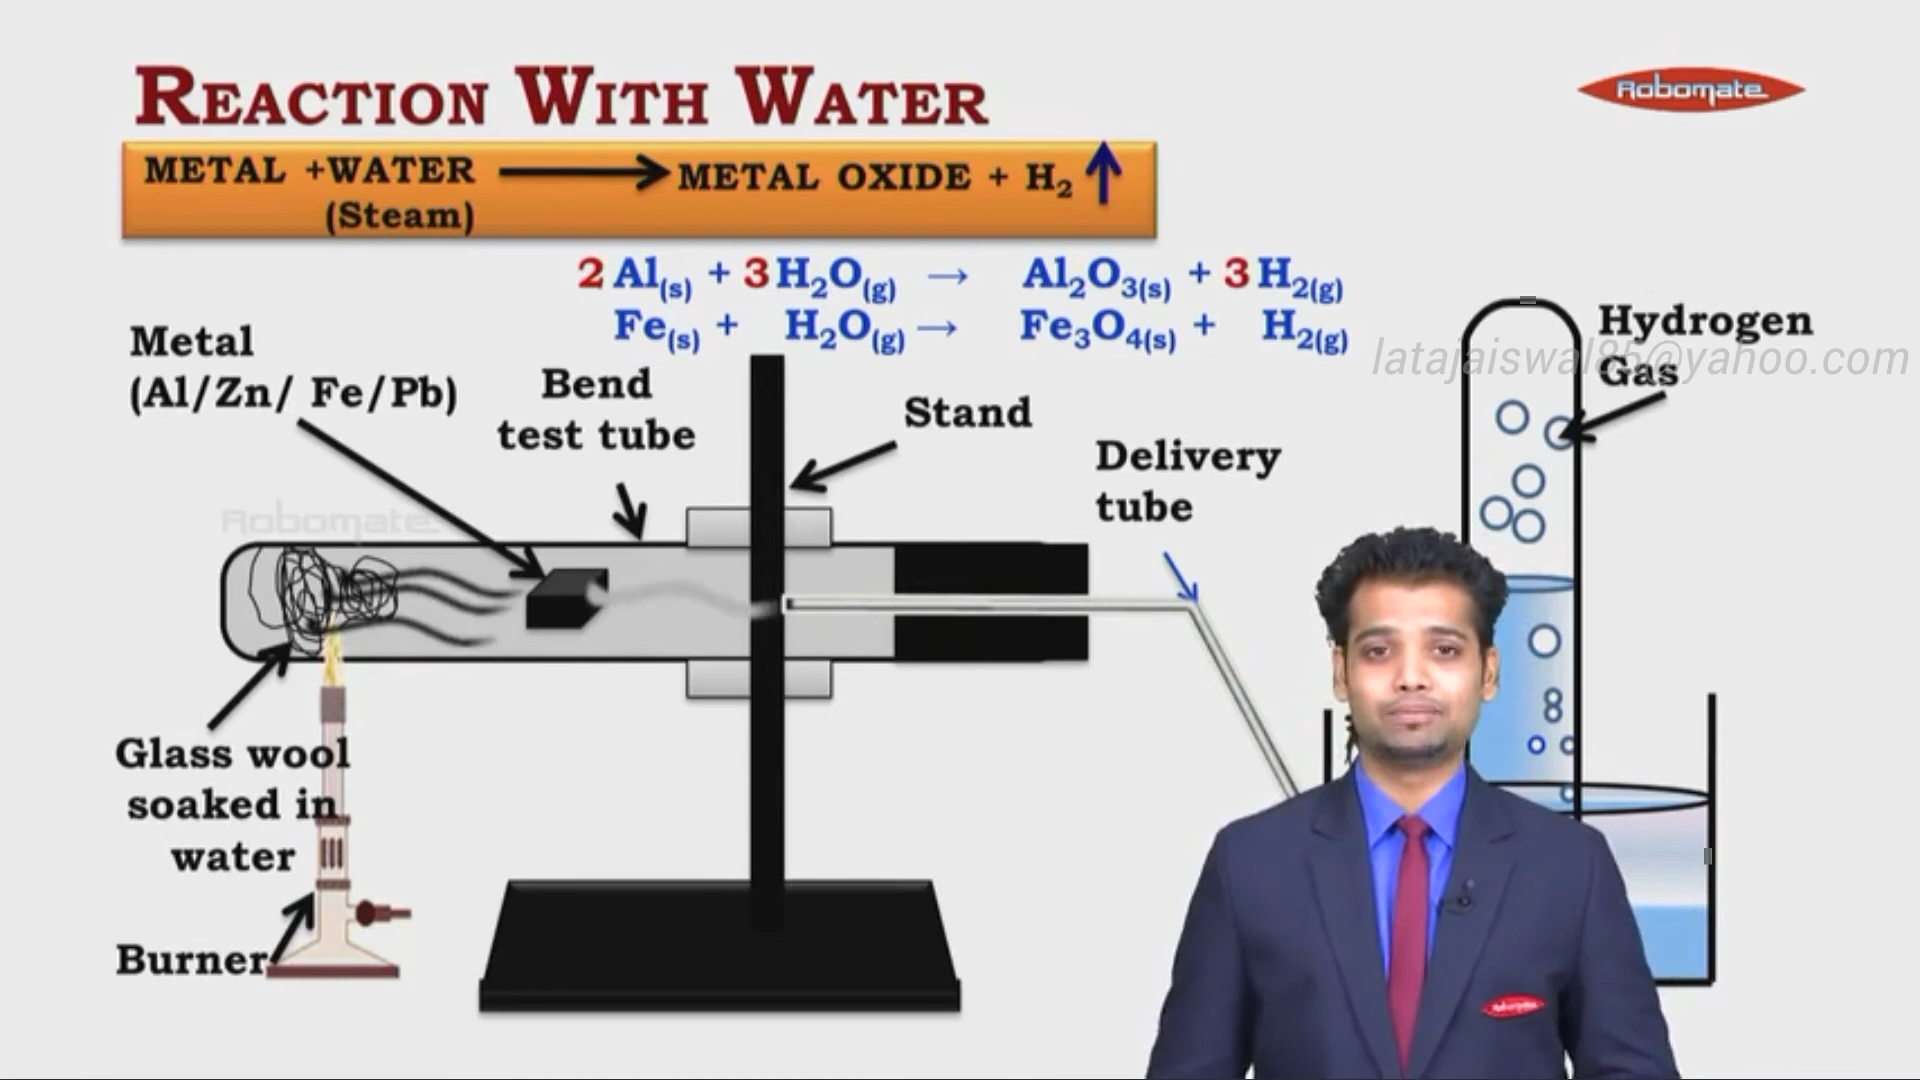 REACTION WITH WATER
Robomate
METAL +WATER → METAL OXIDE + H₂ ↑
(Steam)
2 Al(s) + 3 H₂O(g) → Al₂O₃(s) + 3 H₂(g)
Fe(s) + H₂O(g) → Fe₃O₄(s) + H₂(g)
Metal
(Al/Zn/ Fe/Pb)
Bend
test tube
Stand
Delivery
tube
Hydrogen
Gas
latajaiswal85@yahoo.com
Robomate
Glass wool
soaked in
water
Burner
Robomate